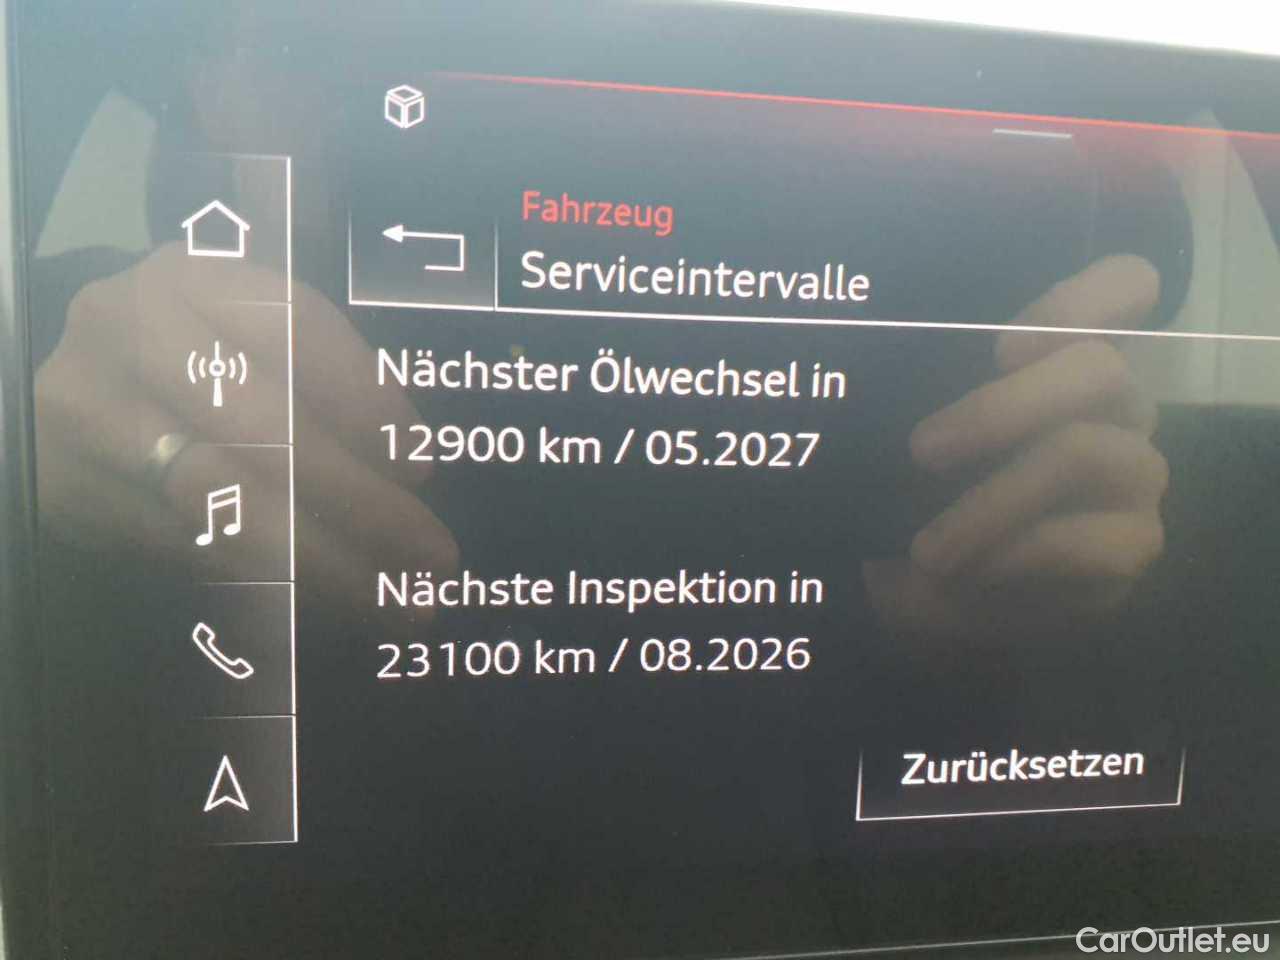 Fahrzeug
Serviceintervalle
Nächster Ölwechsel in
12900 km / 05.2027
Nächste Inspektion in
23100 km / 08.2026
Zurücksetzen
CarOutlet.eu